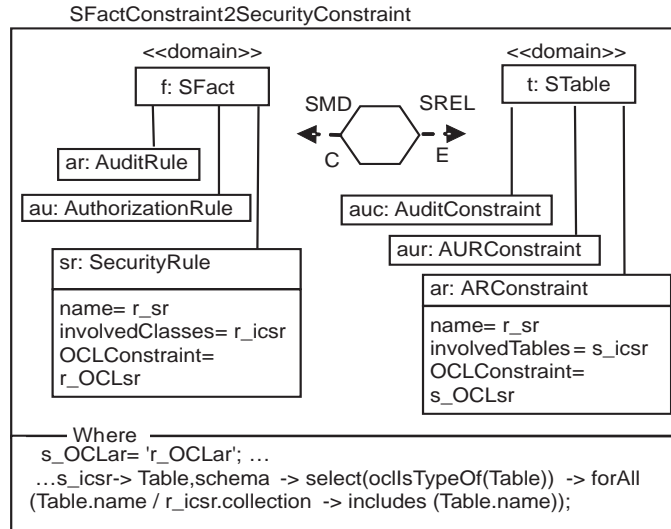 SFactConstraint2SecurityConstraint
<<domain>>
f: SFact
ar: AuditRule
au: AuthorizationRule
sr: SecurityRule
name= r_sr
involvedClasses= r_icsr
OCLConstraint=
r_OCLsr
SMD
SREL
C
E
<<domain>>
t: STable
auc: AuditConstraint
aur: AURConstraint
ar: ARConstraint
name= r_sr
involvedTables= s_icsr
OCLConstraint=
s_OCLsr
Where
s_OCLar= 'r_OCLar'; ...
...s_icsr-> Table,schema -> select(oclIsTypeOf(Table)) -> forAll
(Table.name / r_icsr.collection -> includes (Table.name));